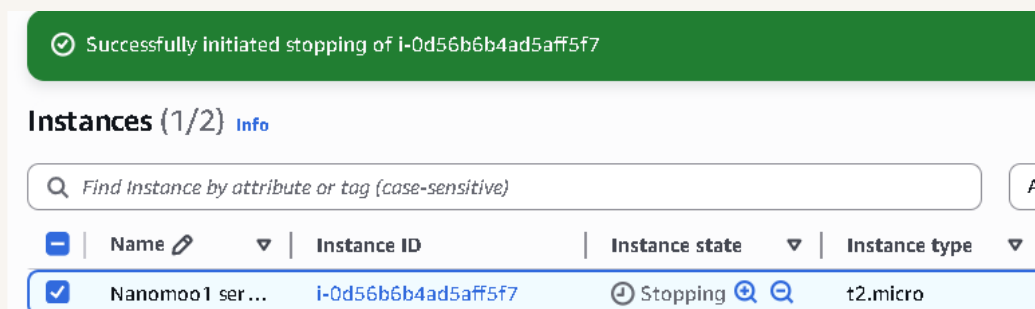 Successfully initiated stopping of i-0d56b6b4ad5aff5f7
Instances (1/2) Info
Find Instance by attribute or tag (case-sensitive)
Name Instance ID Instance state Instance type
Nanomoo1 ser... i-0d56b6b4ad5aff5f7 Stopping t2.micro